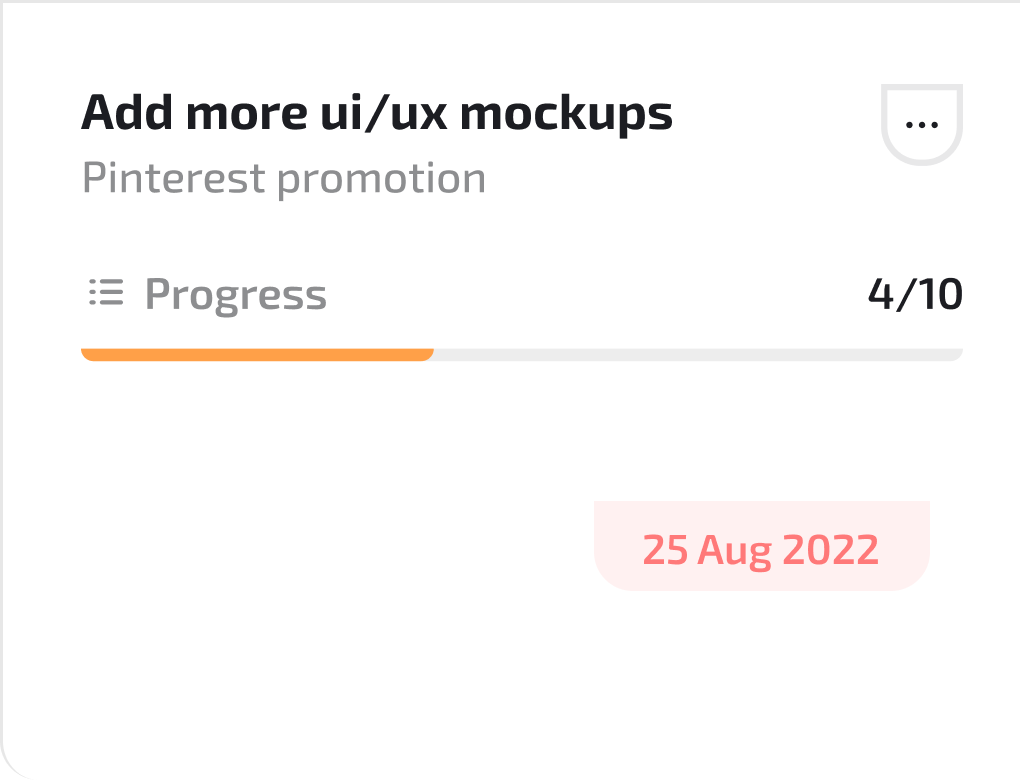 Add more ui/ux mockups
...
Pinterest promotion
Progress
4/10
25 Aug 2022